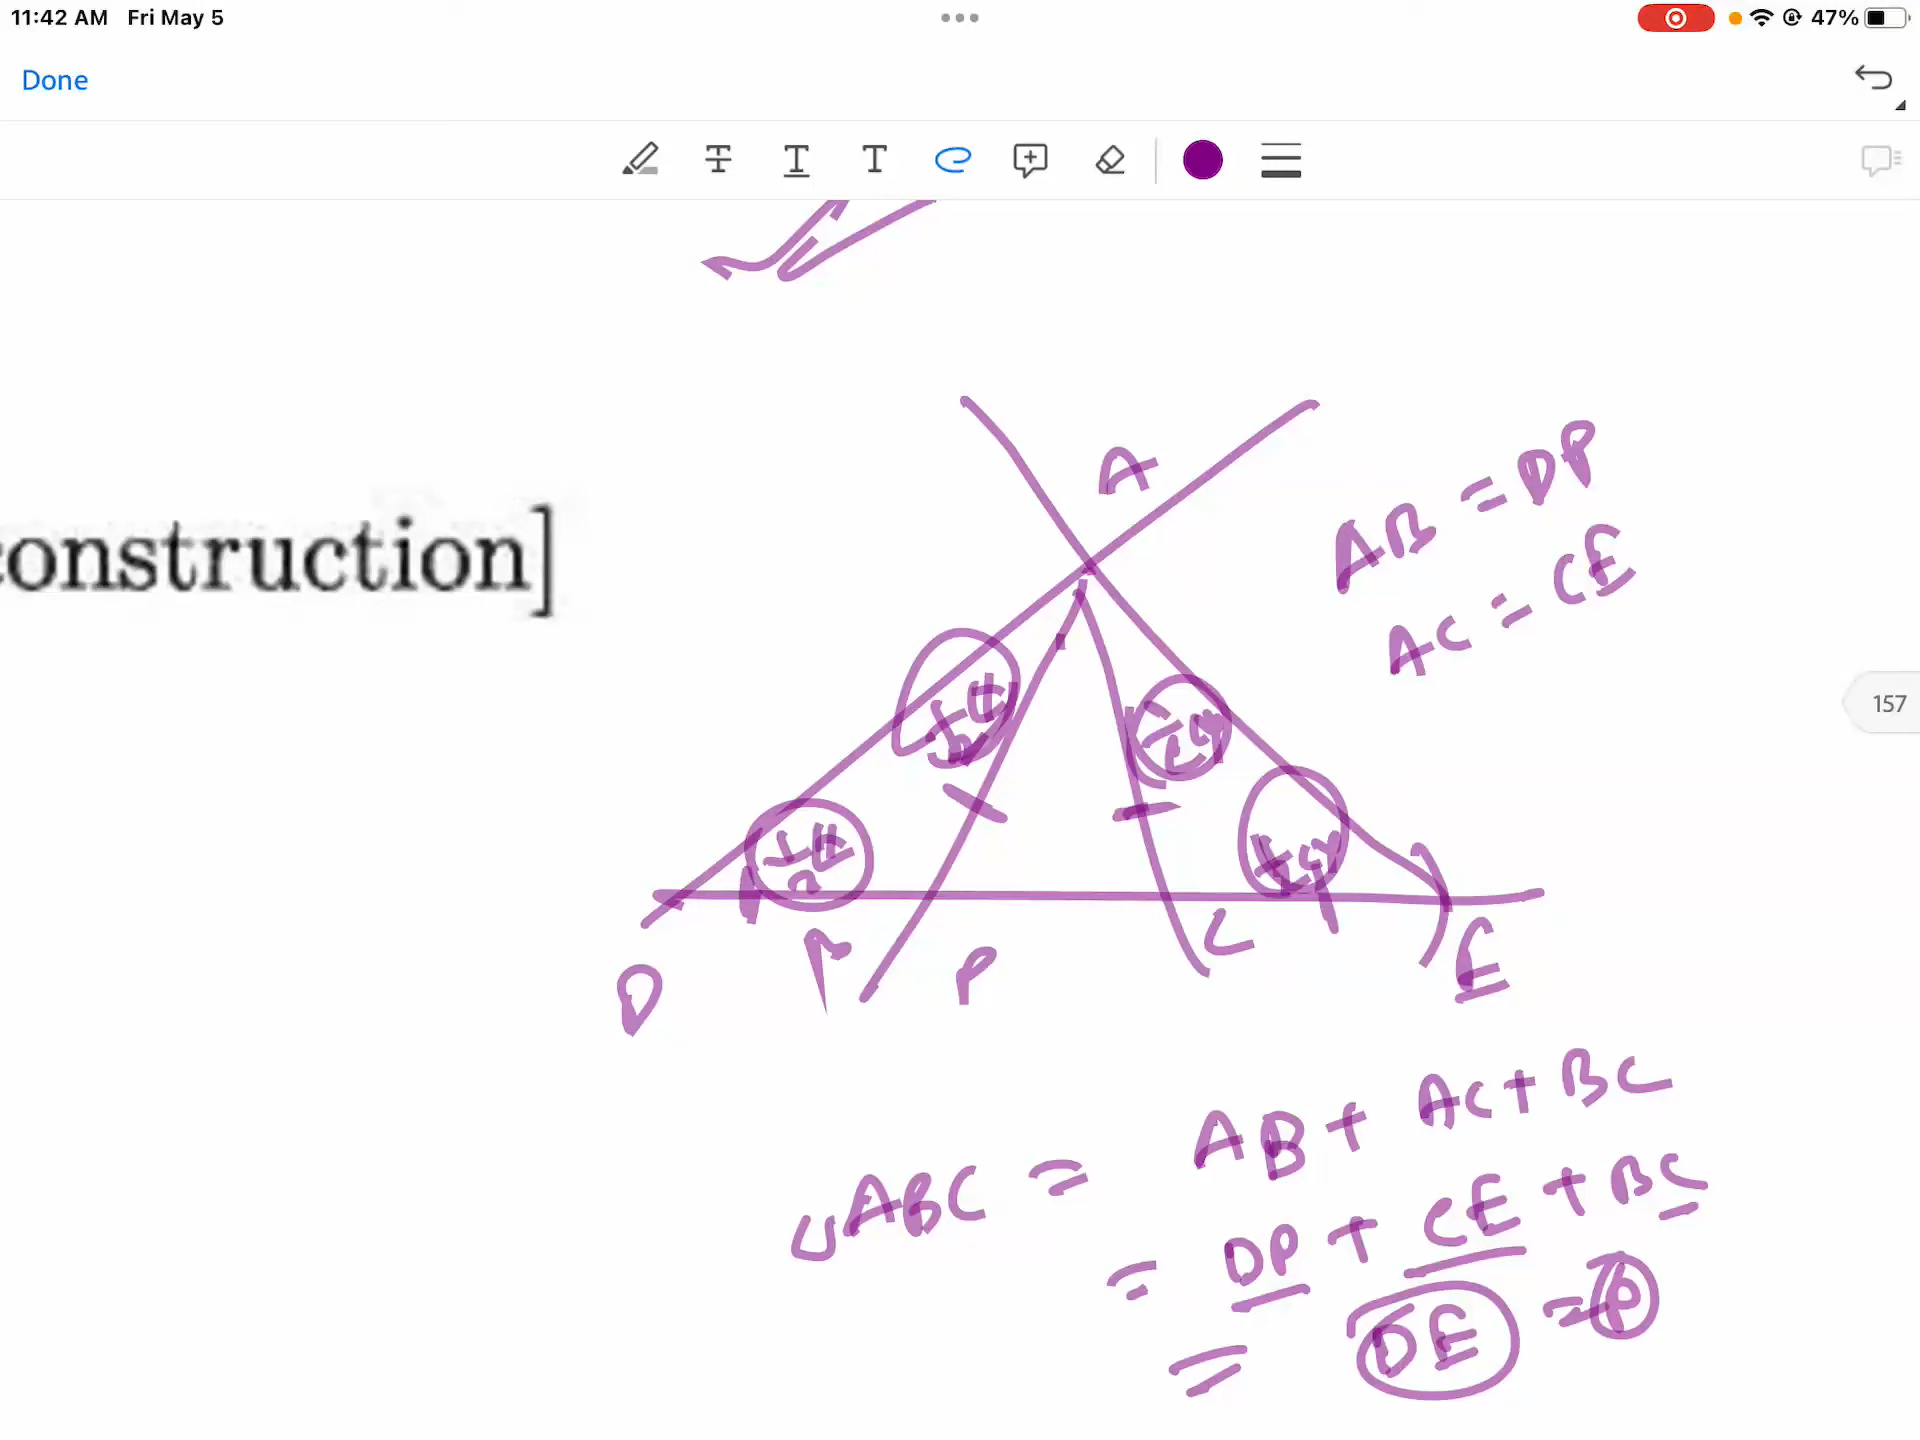 11:42 AM Fri May 5
47%
Done
T T T
A
AB = DP
AC = CE
construction]
157
D P C E
ABC = AB + AC + BC
= DP + CE + BC
= DE = P